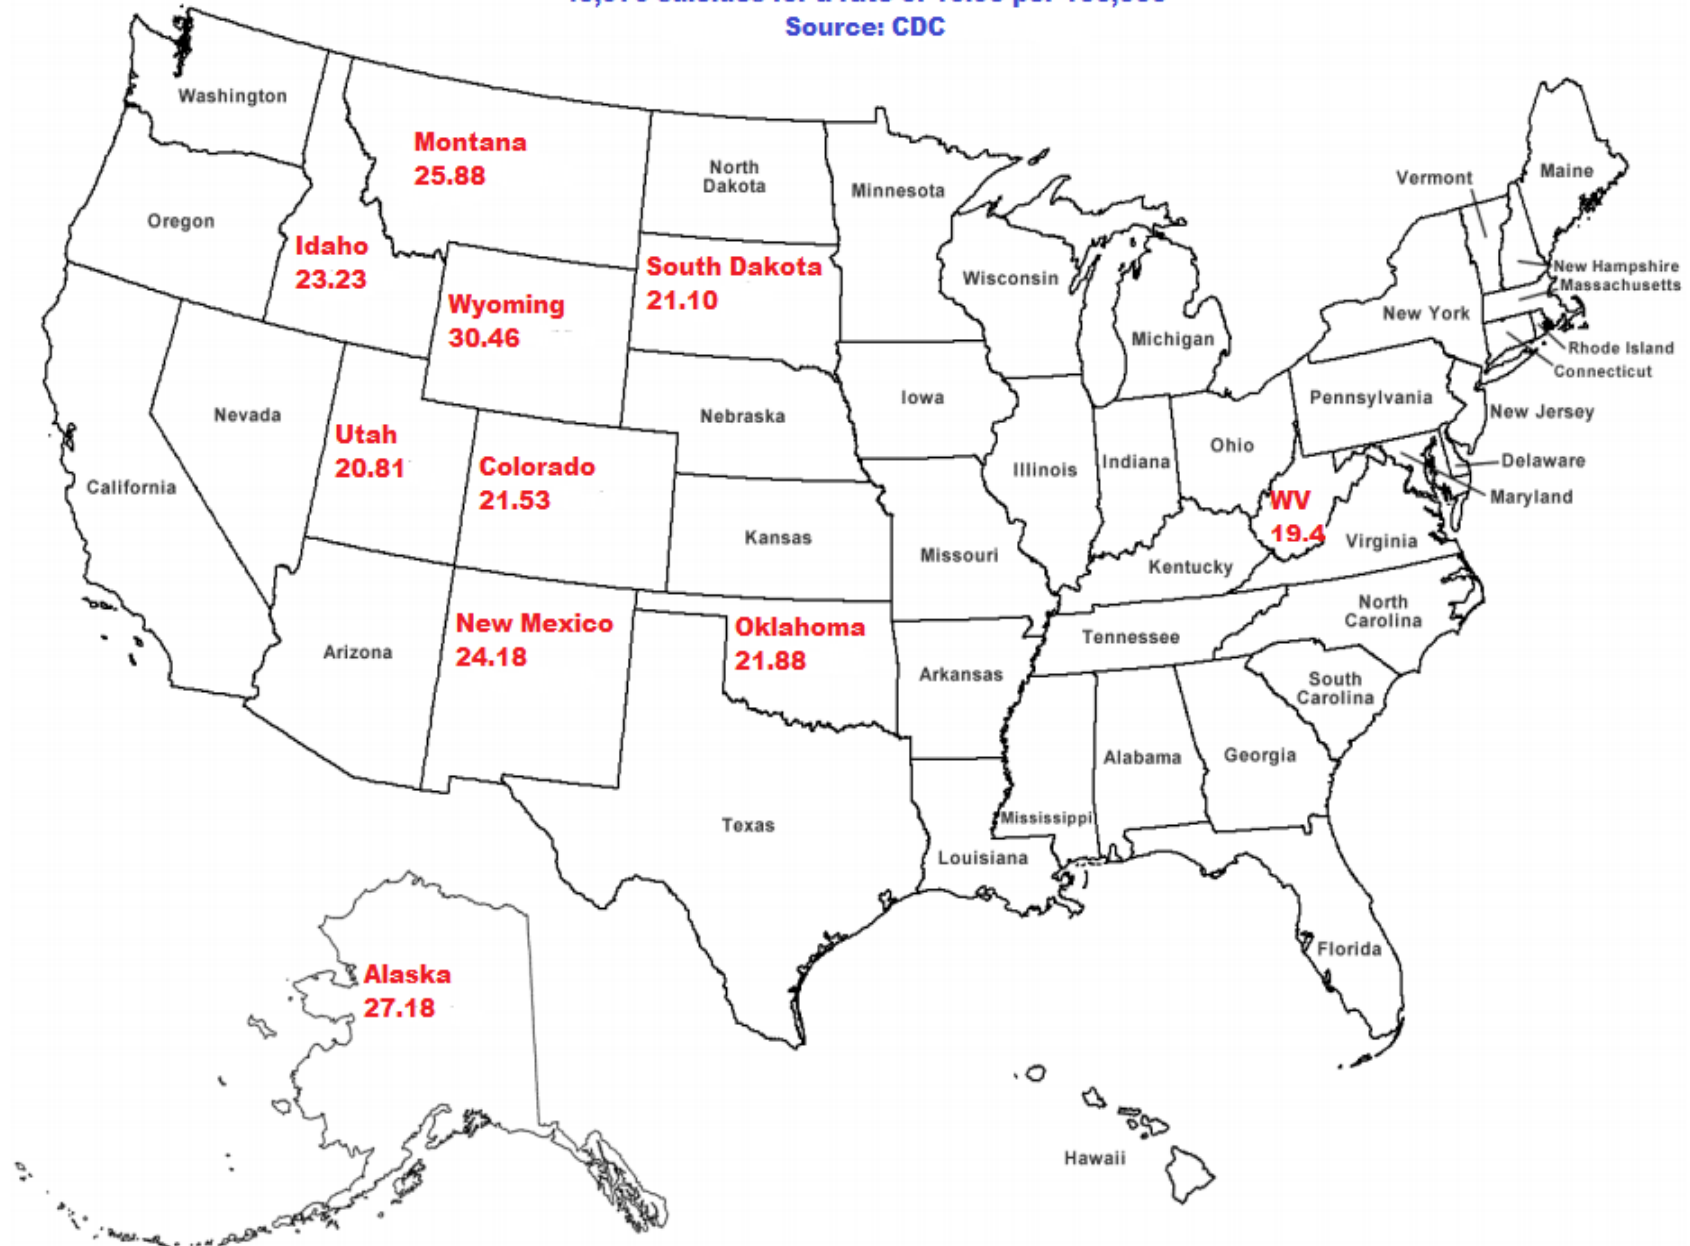 Source: CDC
Washington
Montana
25.88
North
Dakota
Minnesota
Vermont
Maine
Oregon
Idaho
23.23
South Dakota
21.10
Wisconsin
New Hampshire
Massachusetts
Wyoming
30.46
Michigan
New York
Rhode Island
Connecticut
Nevada
Nebraska
Iowa
Pennsylvania
New Jersey
Utah
20.81
Colorado
21.53
Illinois
Indiana
Ohio
Delaware
Maryland
California
WV
19.4
Kansas
Missouri
Kentucky
Virginia
New Mexico
24.18
Oklahoma
21.88
Arizona
Arkansas
Tennessee
North
Carolina
South
Carolina
Texas
Mississippi
Alabama
Georgia
Louisiana
Florida
Alaska
27.18
Hawaii